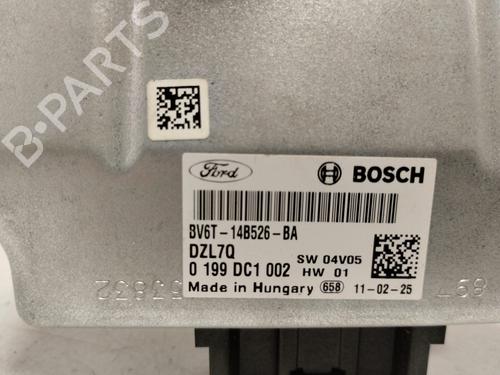 B-PARTS
Ford
BOSCH
BV6T-14B526-BA
DZL7Q
SW 04V05
0 199 DC1 002
HW 01
Made in Hungary
658
11-02-25